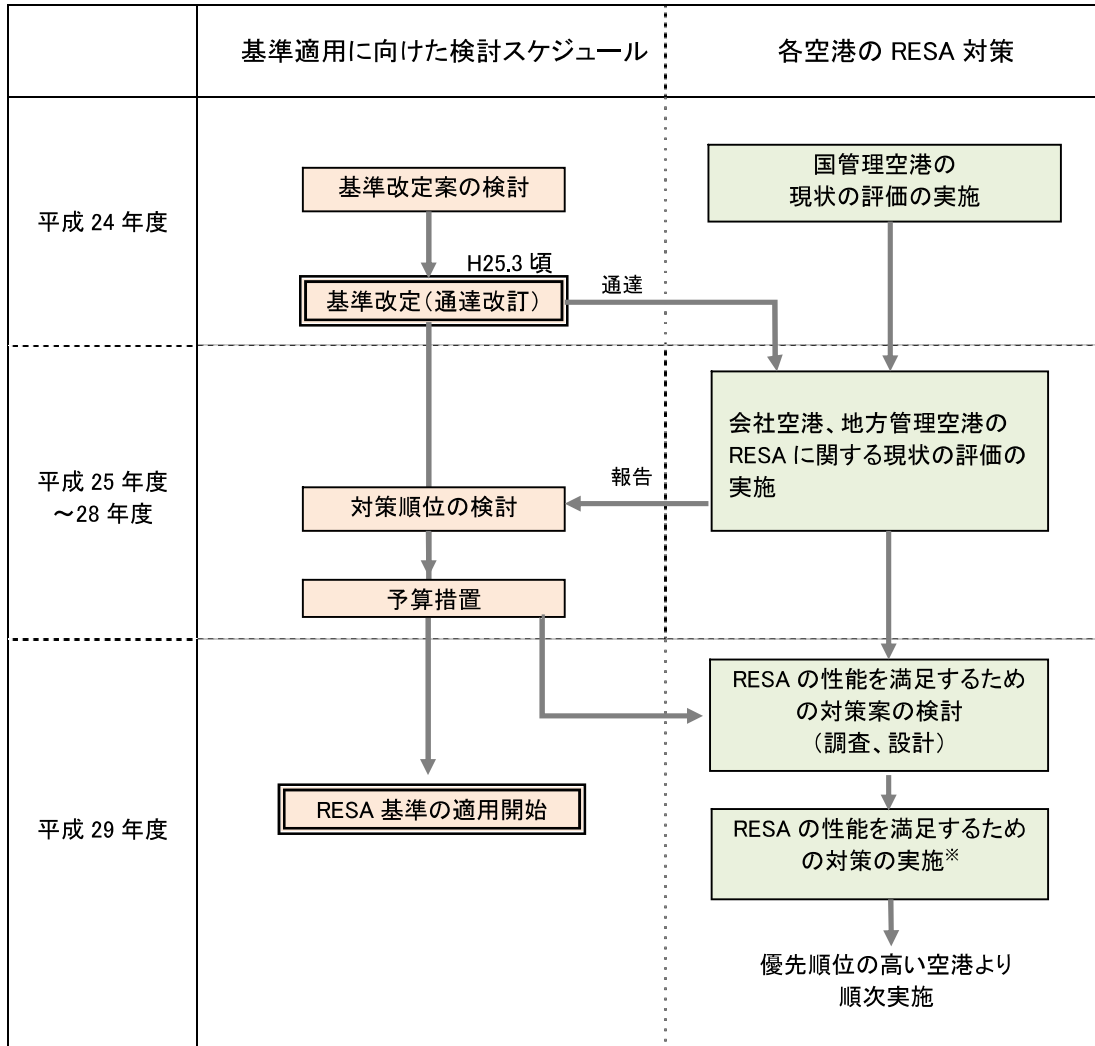 基準適用に向けた検討スケジュール
各空港の RESA 対策
平成 24 年度
基準改定案の検討
H25.3 頃
基準改定（通達改訂）
通達
国管理空港の
現状の評価の実施
平成 25 年度
～28 年度
会社空港、地方管理空港の
RESA に関する現状の評価の
実施
報告
対策順位の検討
予算措置
平成 29 年度
RESA の性能を満足するため
の対策案の検討
（調査、設計）
RESA 基準の適用開始
RESA の性能を満足するため
の対策の実施※
優先順位の高い空港より
順次実施